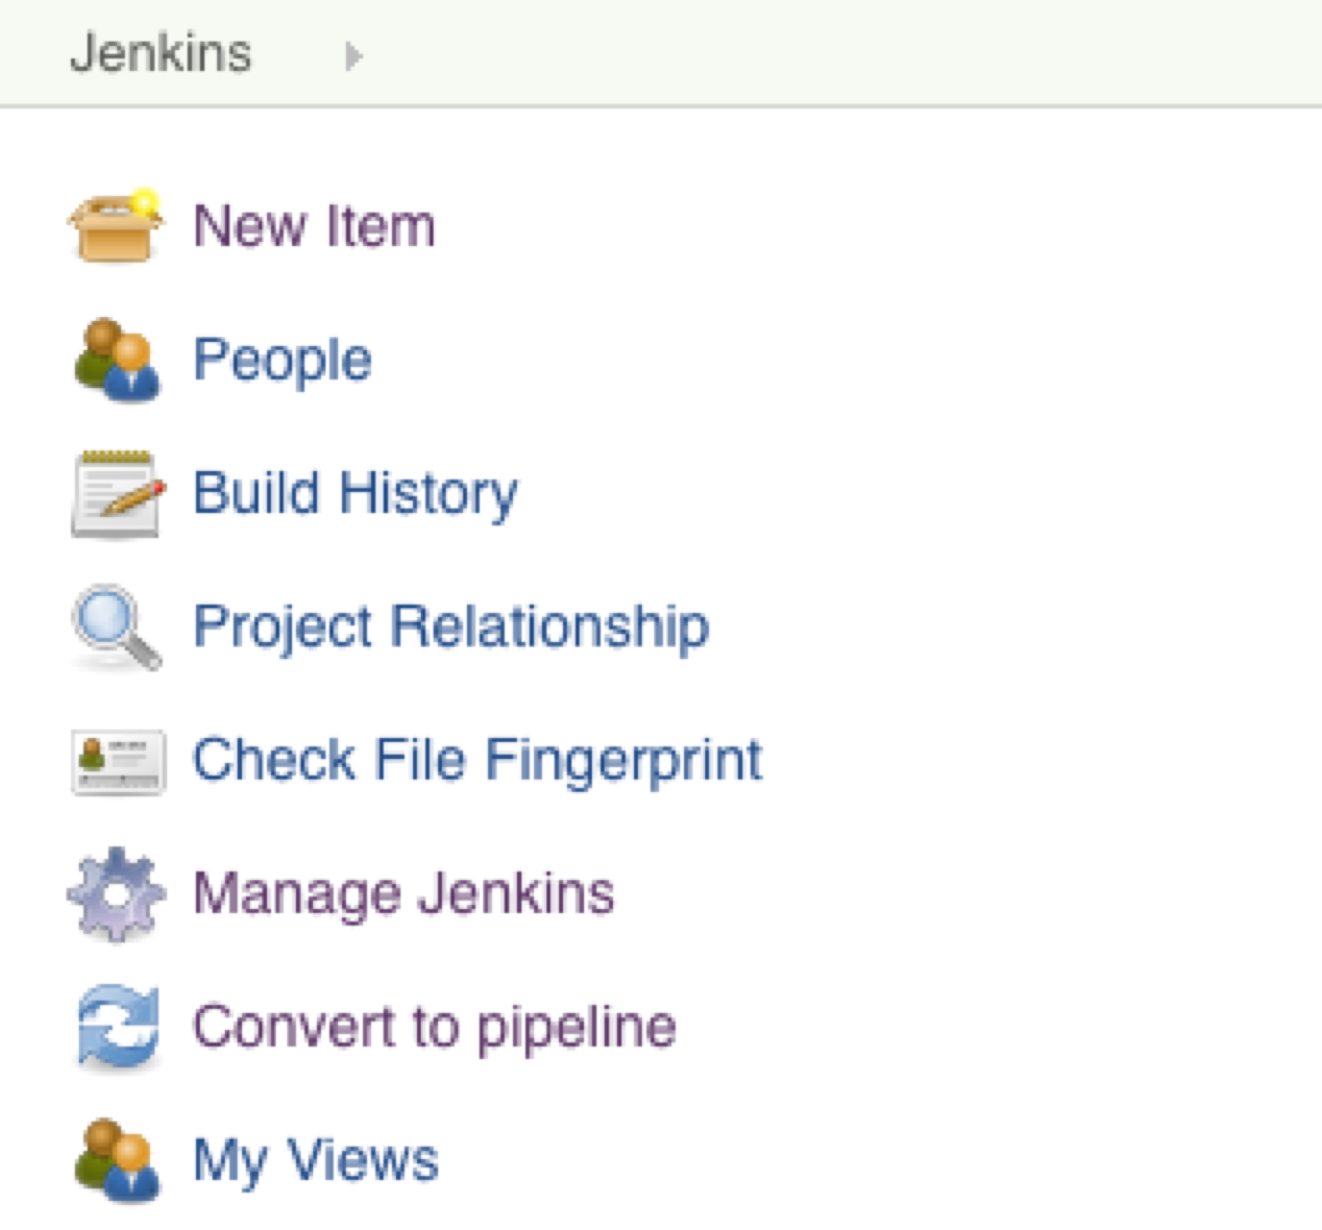 Jenkins
New Item
People
Build History
Project Relationship
Check File Fingerprint
Manage Jenkins
Convert to pipeline
My Views